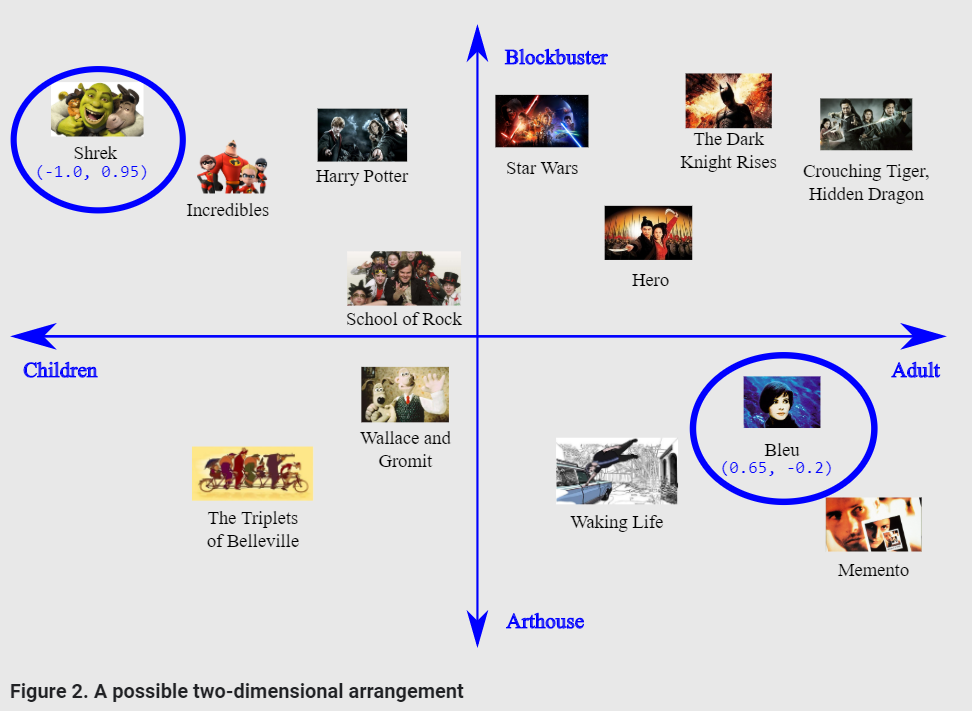 Blockbuster
Shrek
(-1.0, 0.95)
Incredibles
Harry Potter
Star Wars
The Dark
Knight Rises
Crouching Tiger,
Hidden Dragon
Hero
School of Rock
Children
Adult
Wallace and
Gromit
Bleu
(0.65, -0.2)
The Triplets
of Belleville
Waking Life
Memento
Arthouse
Figure 2. A possible two-dimensional arrangement